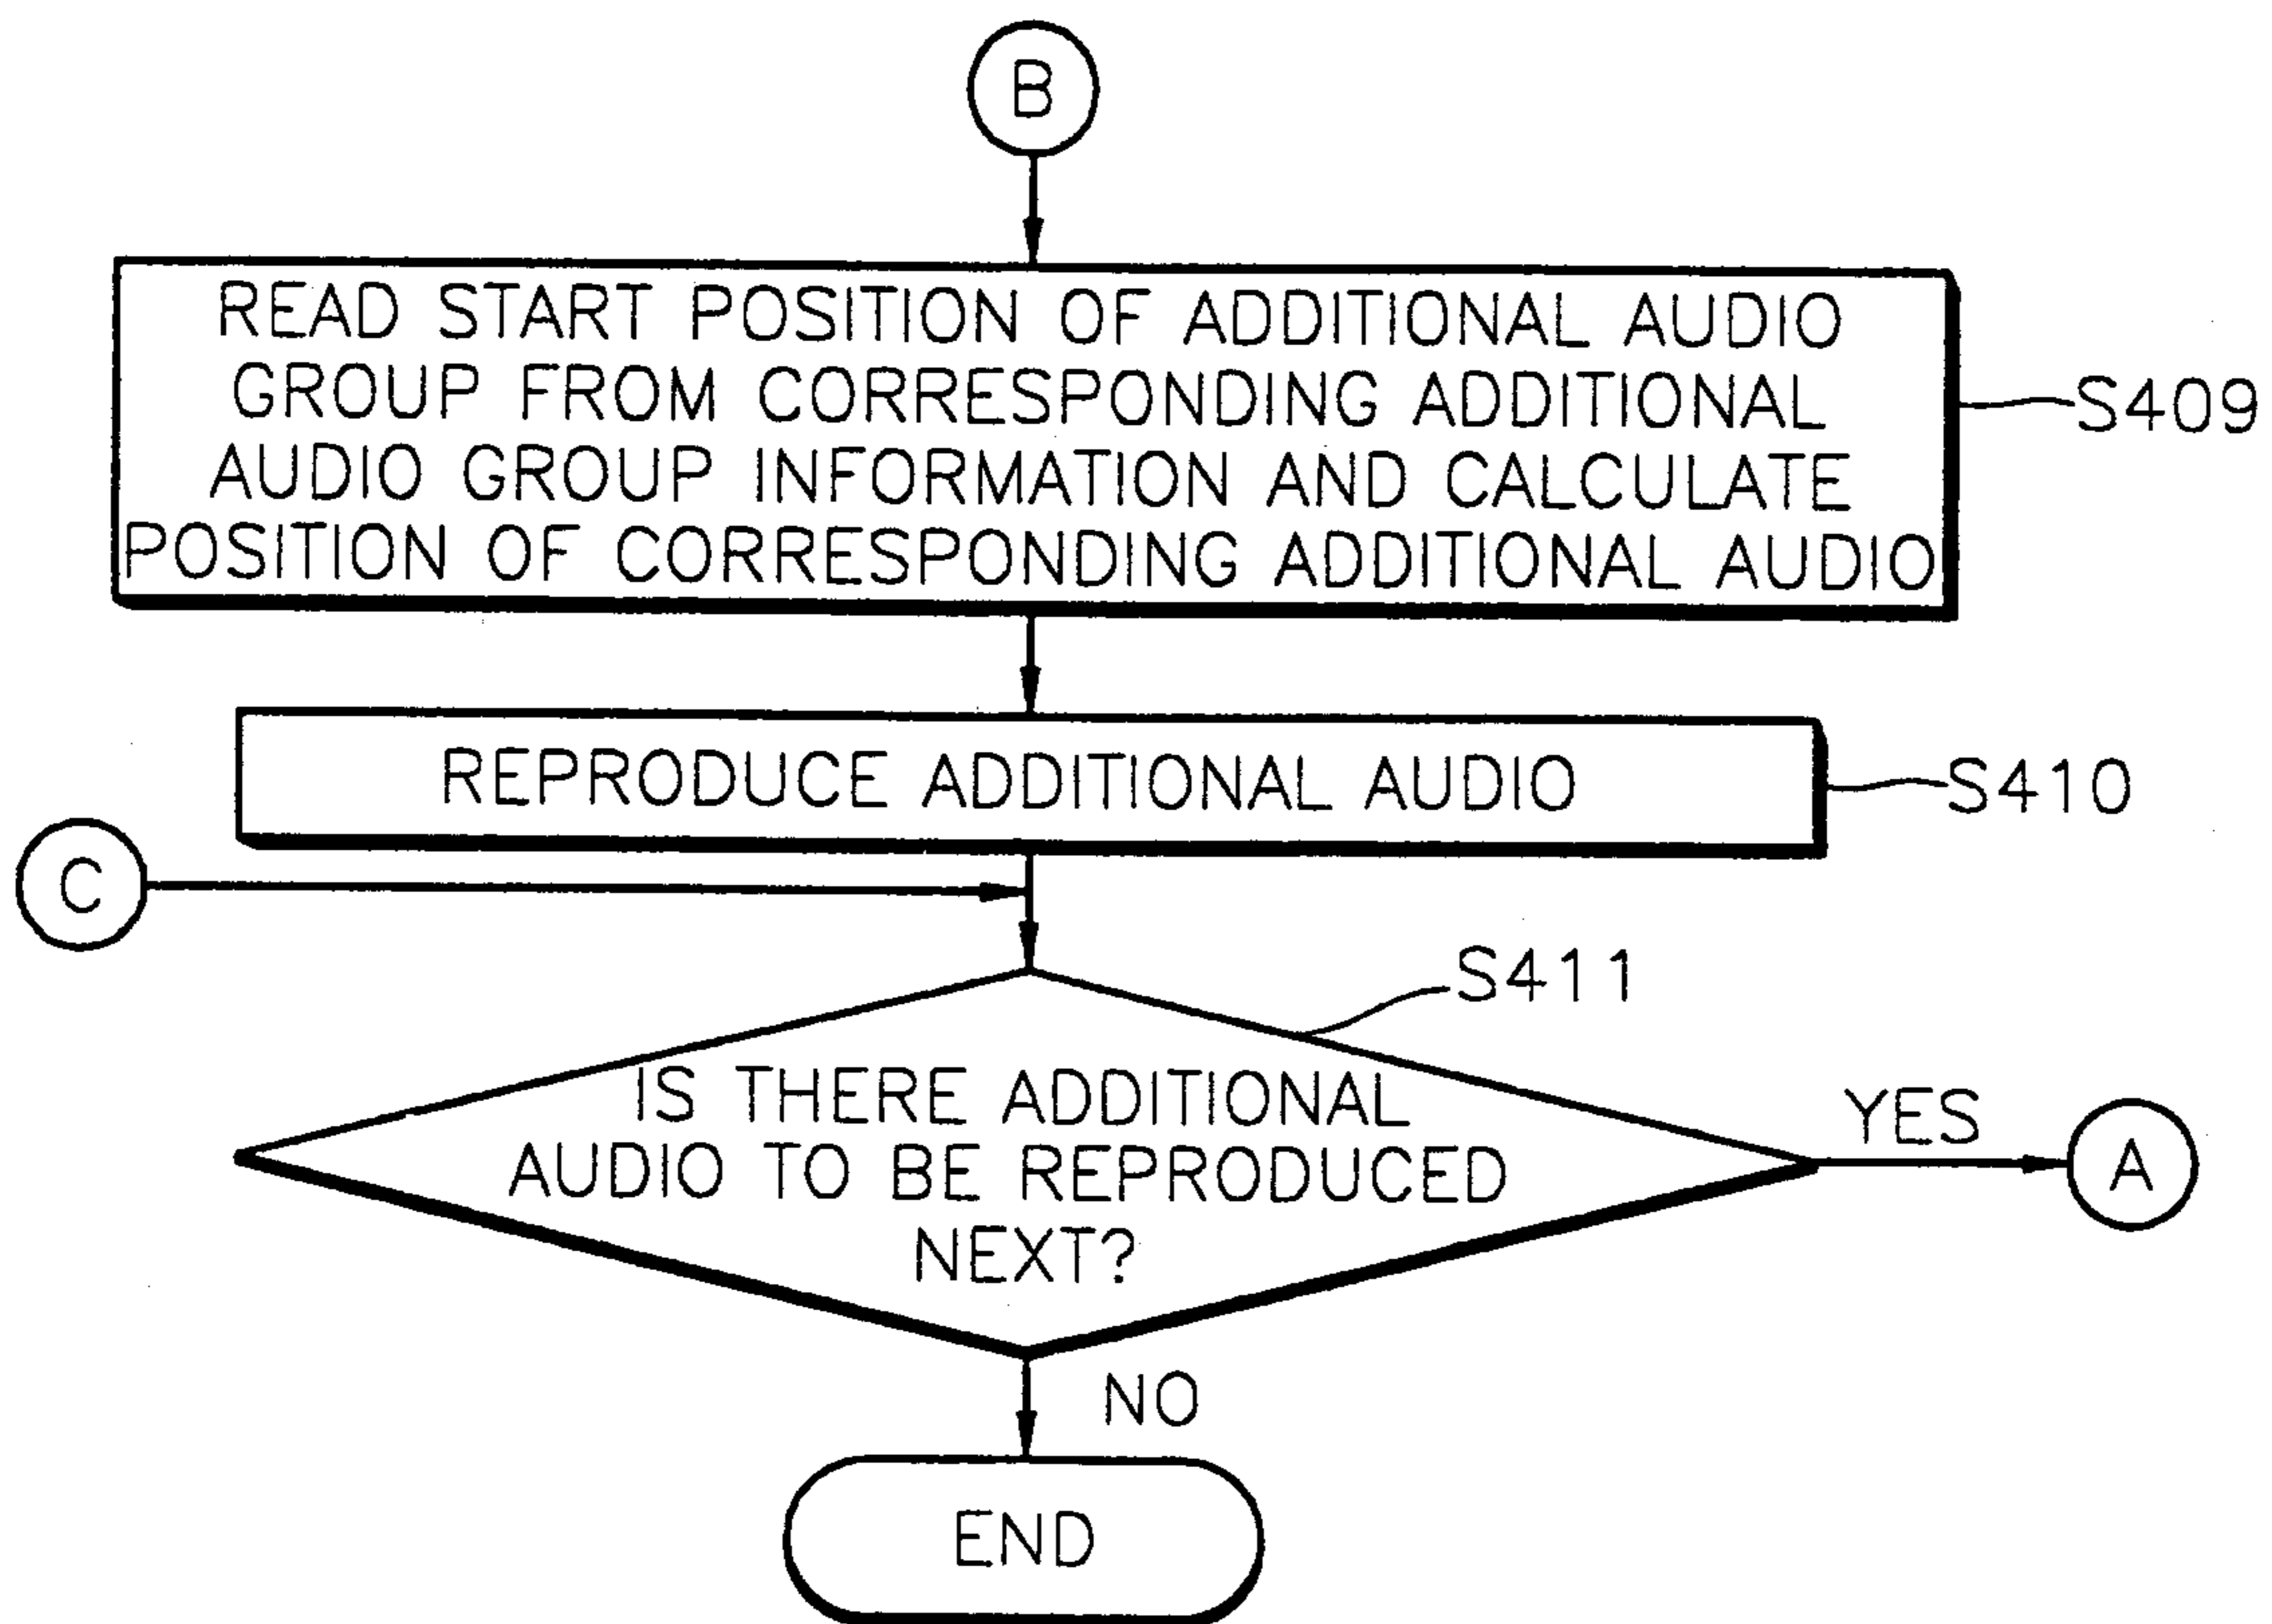 B
READ START POSITION OF ADDITIONAL AUDIO
GROUP FROM CORRESPONDING ADDITIONAL
AUDIO GROUP INFORMATION AND CALCULATE
POSITION OF CORRESPONDING ADDITIONAL AUDIO
S409
REPRODUCE ADDITIONAL AUDIO
S410
C
S411
IS THERE ADDITIONAL
AUDIO TO BE REPRODUCED
NEXT?
YES
A
NO
END